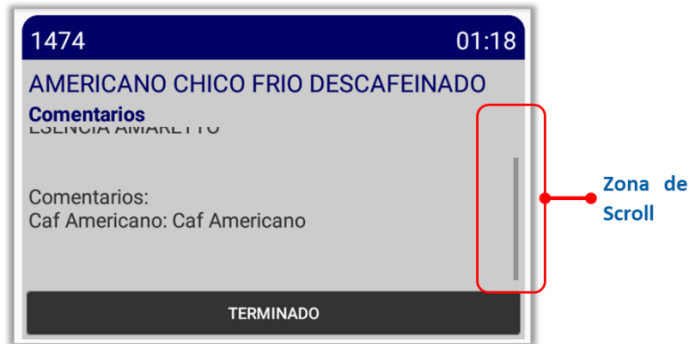 1474 01:18
AMERICANO CHICO FRIO DESCAFEINADO
Comentarios
ESENCIA AMARETTO
Comentarios:
Caf Americano: Caf Americano
TERMINADO
Zona de
Scroll